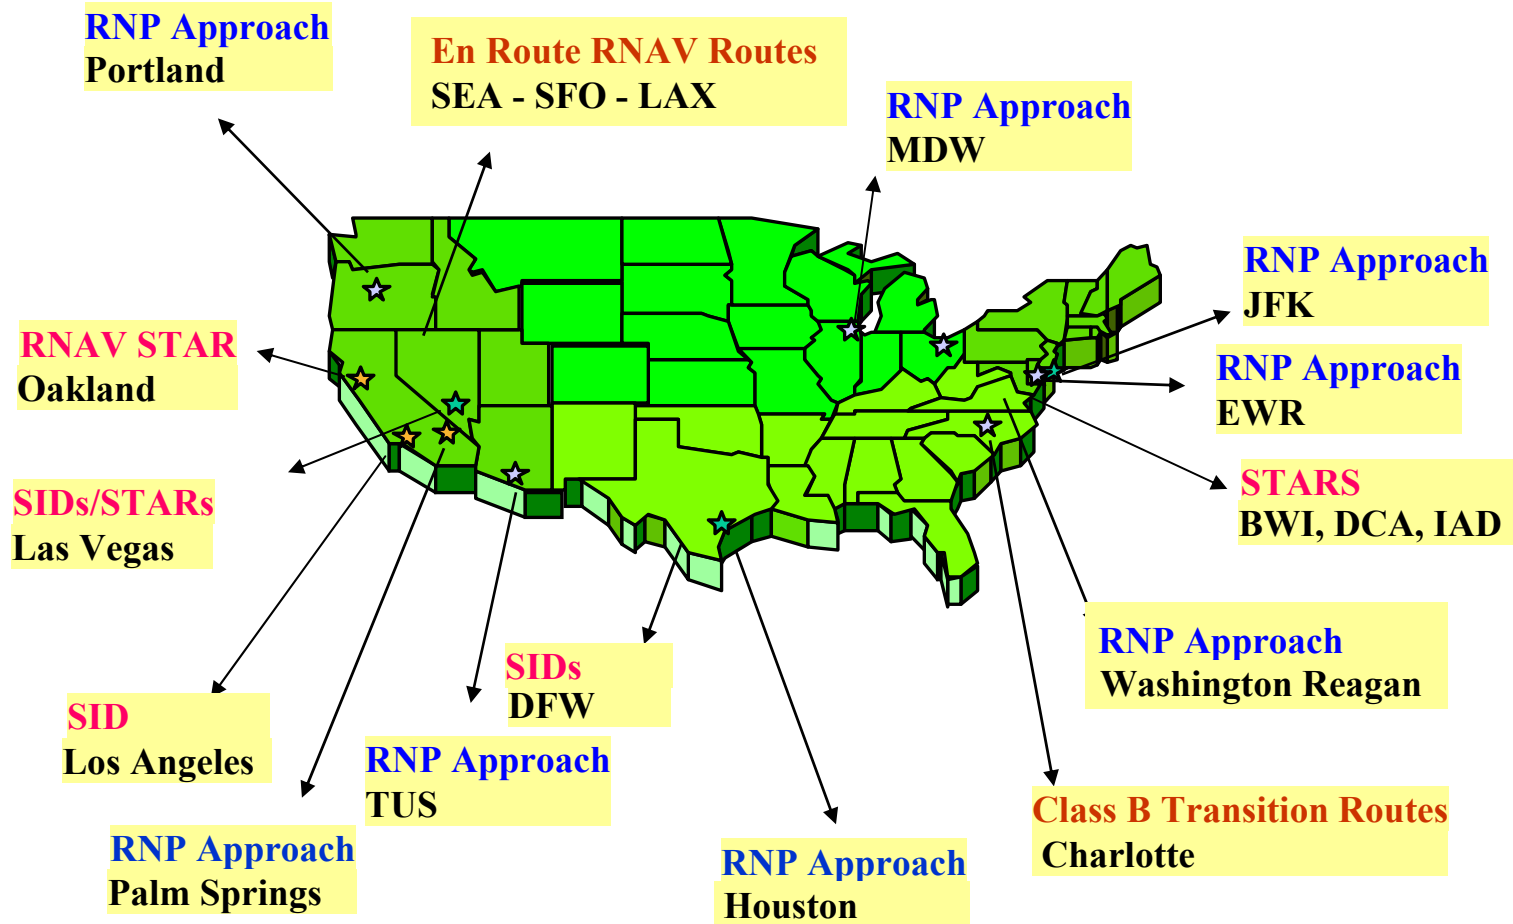 RNP Approach
Portland
En Route RNAV Routes
SEA - SFO - LAX
RNP Approach
MDW
RNP Approach
JFK
RNAV STAR
Oakland
RNP Approach
EWR
STARS
BWI, DCA, IAD
SIDs/STARs
Las Vegas
RNP Approach
Washington Reagan
SIDs
DFW
SID
Los Angeles
RNP Approach
TUS
Class B Transition Routes
Charlotte
RNP Approach
Palm Springs
RNP Approach
Houston